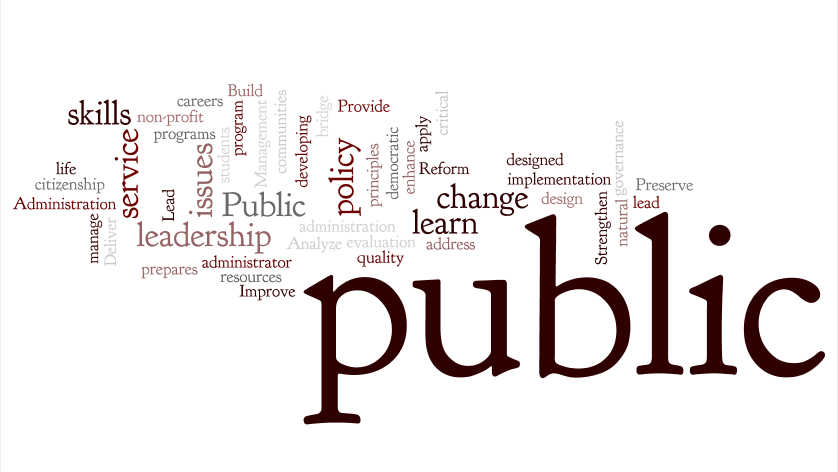 Build
careers
skills
non-profit
programs
program
Management
communities
bridge
Provide
critical
students
service
issues
developing
policy
principles
democratic
enhance
apply
Reform
life
citizenship
Administration
Lead
Public
change
learn
designed
implementation
design
Strengthen
governance
natural
Preserve
lead
manage
Deliver
leadership
administration
Analyze
evaluation
address
quality
prepares
administrator
resources
Improve
public